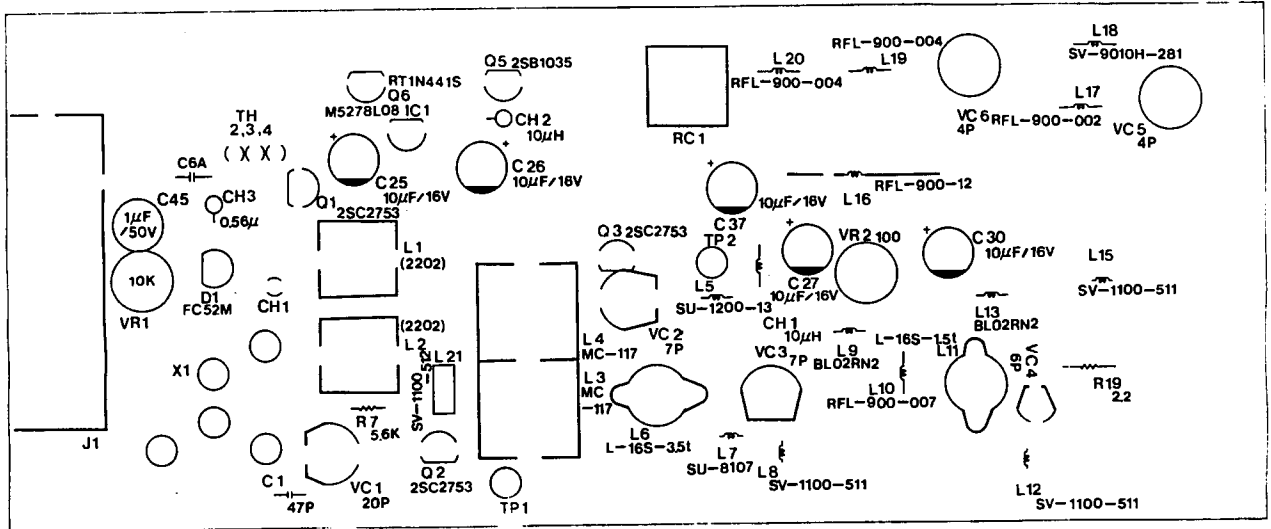 L18
SV-9010H-281
RFL-900-004
L19
L20
RFL-900-004
Q5 2SB1035
RT1N441S
Q6
M5278L08 IC1
CH2
10μH
RC1
VC6
4P
L17
RFL-900-002
VC5
4P
TH
2,3,4
( X X )
C6A
C45
1μF
/50V
CH3
0,56μ
Q1
2SC2753
C25
10μF/16V
C26
10μF/16V
10μF/16V
C37
L16
RFL-900-12
TP2
Q3 2SC2753
VR2 100
C30
10μF/16V
L15
SV-1100-511
10K
VR1
D1
FC52M
CH1
L1
(2202)
L5
SU-1200-13
C27
10μF/16V
L13
BL02RN2
(2202)
L2
L21
SV-1100
-512
L4
MC-117
L3
MC
-117
VC2
7P
CH1
10μH
VC3 7P
L9
BL02RN2
L-16S-1.5t
L11
L10
RFL-900-007
VC4
6P
R19
2.2
X1
J1
R7
5.6K
L6
L-16S-3.5t
L7
SU-8107
L8
SV-1100-511
L12
SV-1100-511
C1
47P
VC1
20P
Q2
2SC2753
TP1